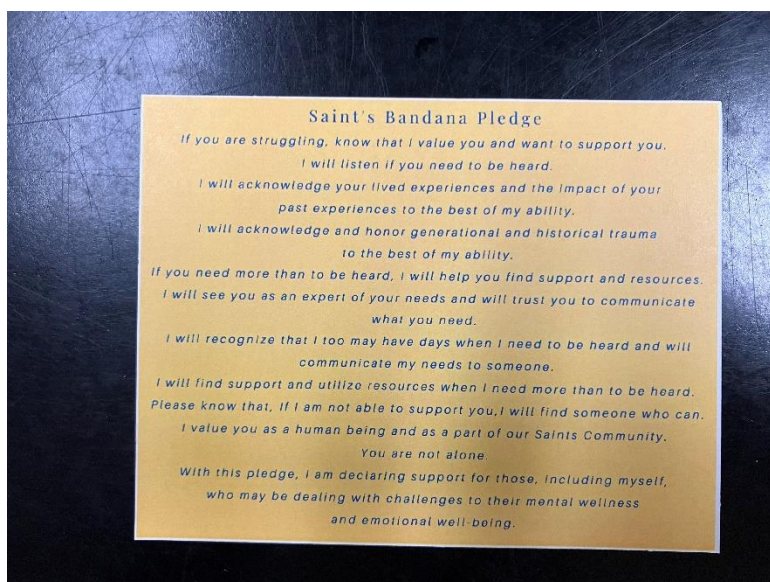 Saint's Bandana Pledge
If you are struggling, know that I value you and want to support you.
I will listen if you need to be heard.
I will acknowledge your lived experiences and the impact of your
past experiences to the best of my ability.
I will acknowledge and honor generational and historical trauma
to the best of my ability.
If you need more than to be heard, I will help you find support and resources.
I will see you as an expert of your needs and will trust you to communicate
what you need.
I will recognize that I too may have days when I need to be heard and will
communicate my needs to someone.
I will find support and utilize resources when I need more than to be heard.
Please know that, If I am not able to support you,I will find someone who can.
I value you as a human being and as a part of our Saints Community.
You are not alone.
With this pledge, I am declaring support for those, including myself,
who may be dealing with challenges to their mental wellness
and emotional well-being.